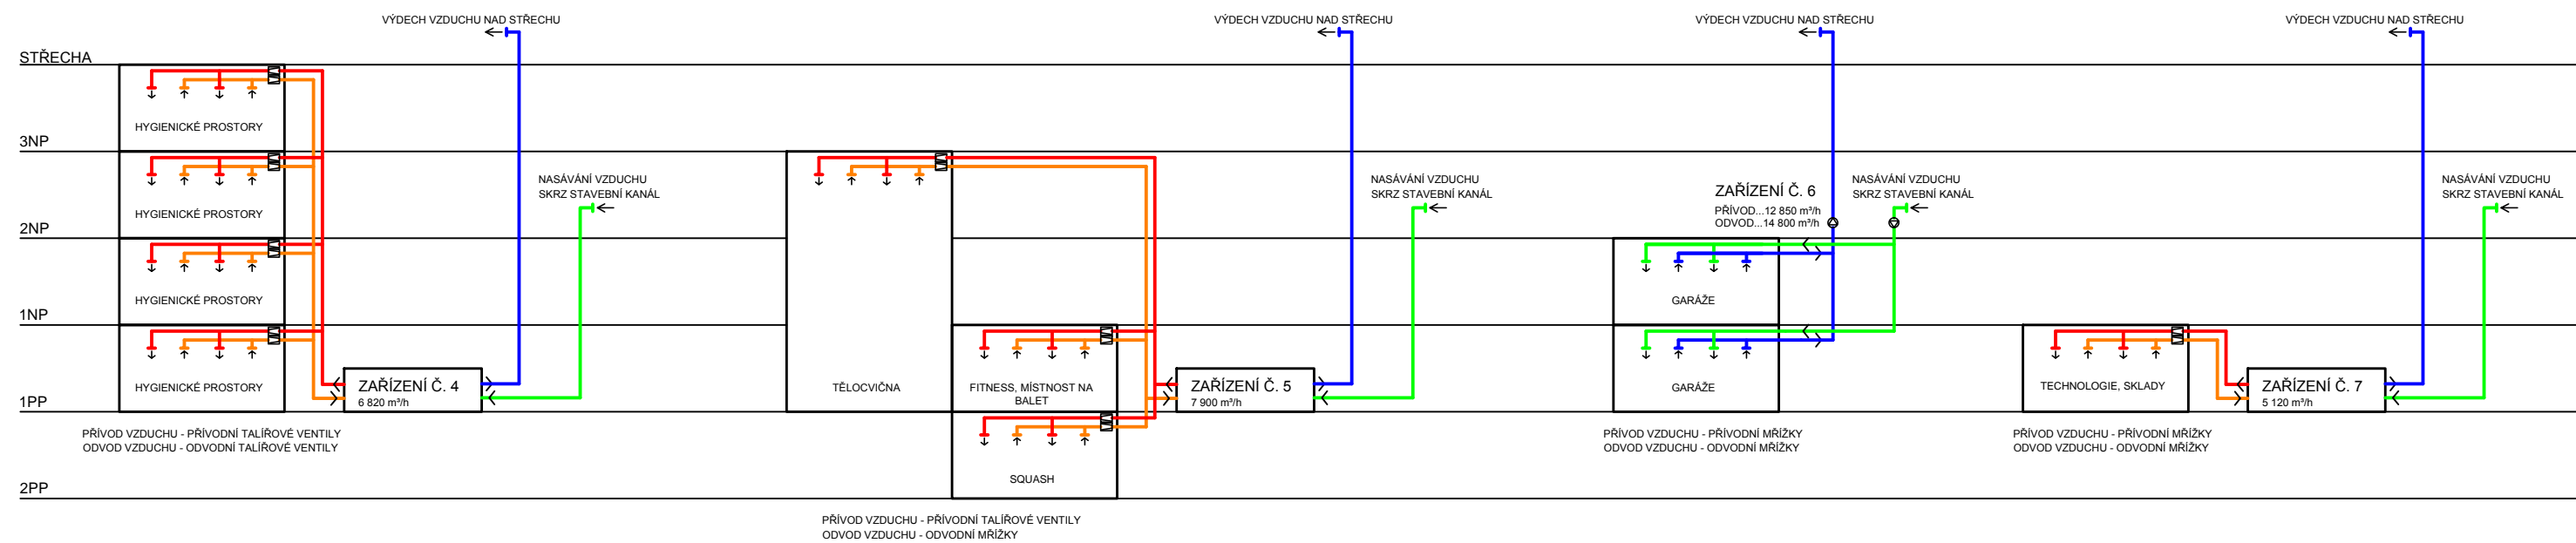 VÝDECH VZDUCHU NAD STŘECHU
VÝDECH VZDUCHU NAD STŘECHU
VÝDECH VZDUCHU NAD STŘECHU
VÝDECH VZDUCHU NAD STŘECHU
STŘECHA
HYGIENICKÉ PROSTORY
3NP
NASÁVÁNÍ VZDUCHU
SKRZ STAVEBNÍ KANÁL
NASÁVÁNÍ VZDUCHU
SKRZ STAVEBNÍ KANÁL
ZAŘÍZENÍ Č. 6
PŘÍVOD...12 850 m³/h
ODVOD...14 800 m³/h
NASÁVÁNÍ VZDUCHU
SKRZ STAVEBNÍ KANÁL
NASÁVÁNÍ VZDUCHU
SKRZ STAVEBNÍ KANÁL
HYGIENICKÉ PROSTORY
2NP
HYGIENICKÉ PROSTORY
GARÁŽE
1NP
HYGIENICKÉ PROSTORY
ZAŘÍZENÍ Č. 4
6 820 m³/h
TĚLOCVIČNA
FITNESS, MÍSTNOST NA
BALET
ZAŘÍZENÍ Č. 5
7 900 m³/h
GARÁŽE
TECHNOLOGIE, SKLADY
ZAŘÍZENÍ Č. 7
5 120 m³/h
1PP
PŘÍVOD VZDUCHU - PŘÍVODNÍ TALÍŘOVÉ VENTILY
ODVOD VZDUCHU - ODVODNÍ TALÍŘOVÉ VENTILY
PŘÍVOD VZDUCHU - PŘÍVODNÍ MŘÍŽKY
ODVOD VZDUCHU - ODVODNÍ MŘÍŽKY
PŘÍVOD VZDUCHU - PŘÍVODNÍ MŘÍŽKY
ODVOD VZDUCHU - ODVODNÍ MŘÍŽKY
SQUASH
2PP
PŘÍVOD VZDUCHU - PŘÍVODNÍ TALÍŘOVÉ VENTILY
ODVOD VZDUCHU - ODVODNÍ MŘÍŽKY